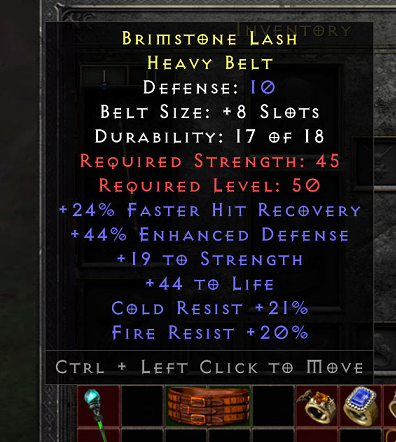 Inventory
Brimstone Lash
Heavy Belt
Defense: 10
Belt Size: +8 Slots
Durability: 17 of 18
Required Strength: 45
Required Level: 50
+24% Faster Hit Recovery
+44% Enhanced Defense
+19 to Strength
+44 to Life
Cold Resist +21%
Fire Resist +20%
Ctrl + Left Click to Move